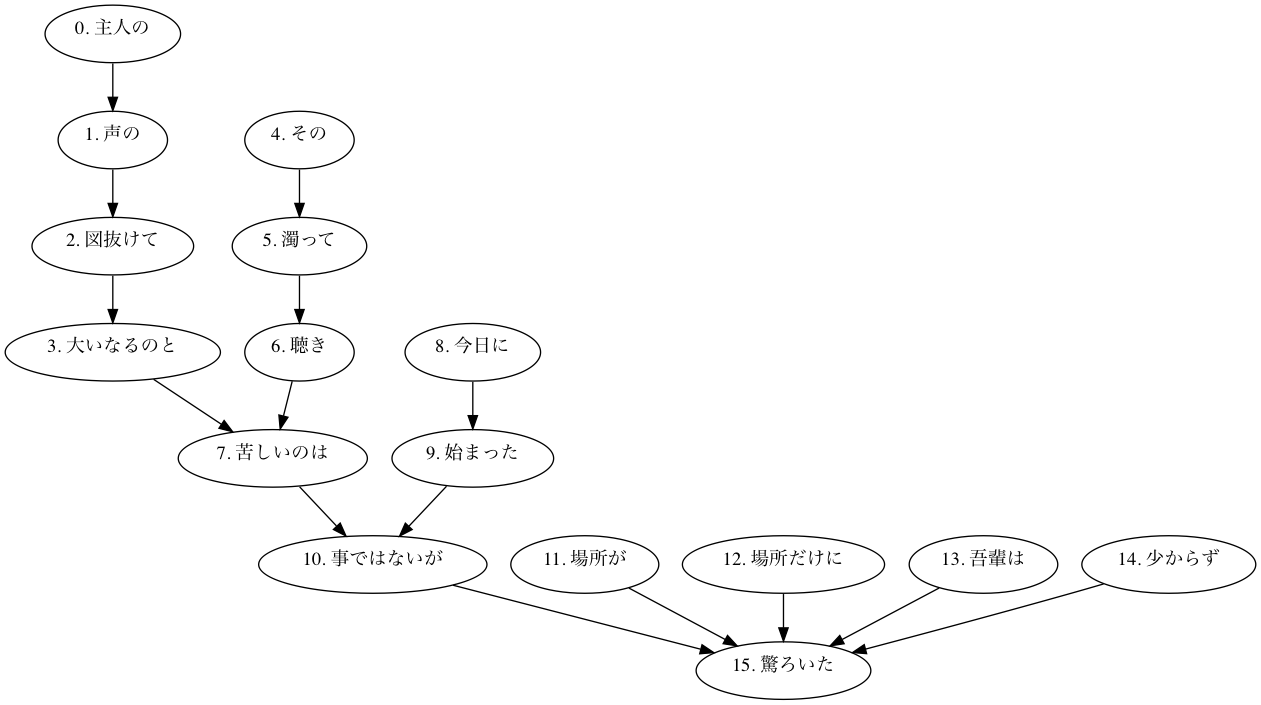 0. 主人の
1. 声の
4. その
2. 図抜けて
5. 濁って
3. 大いなるのと
6. 聴き
8. 今日に
7. 苦しいのは
9. 始まった
10. 事ではないが
11. 場所が
12. 場所だけに
13. 吾輩は
14. 少からず
15. 驚ろいた